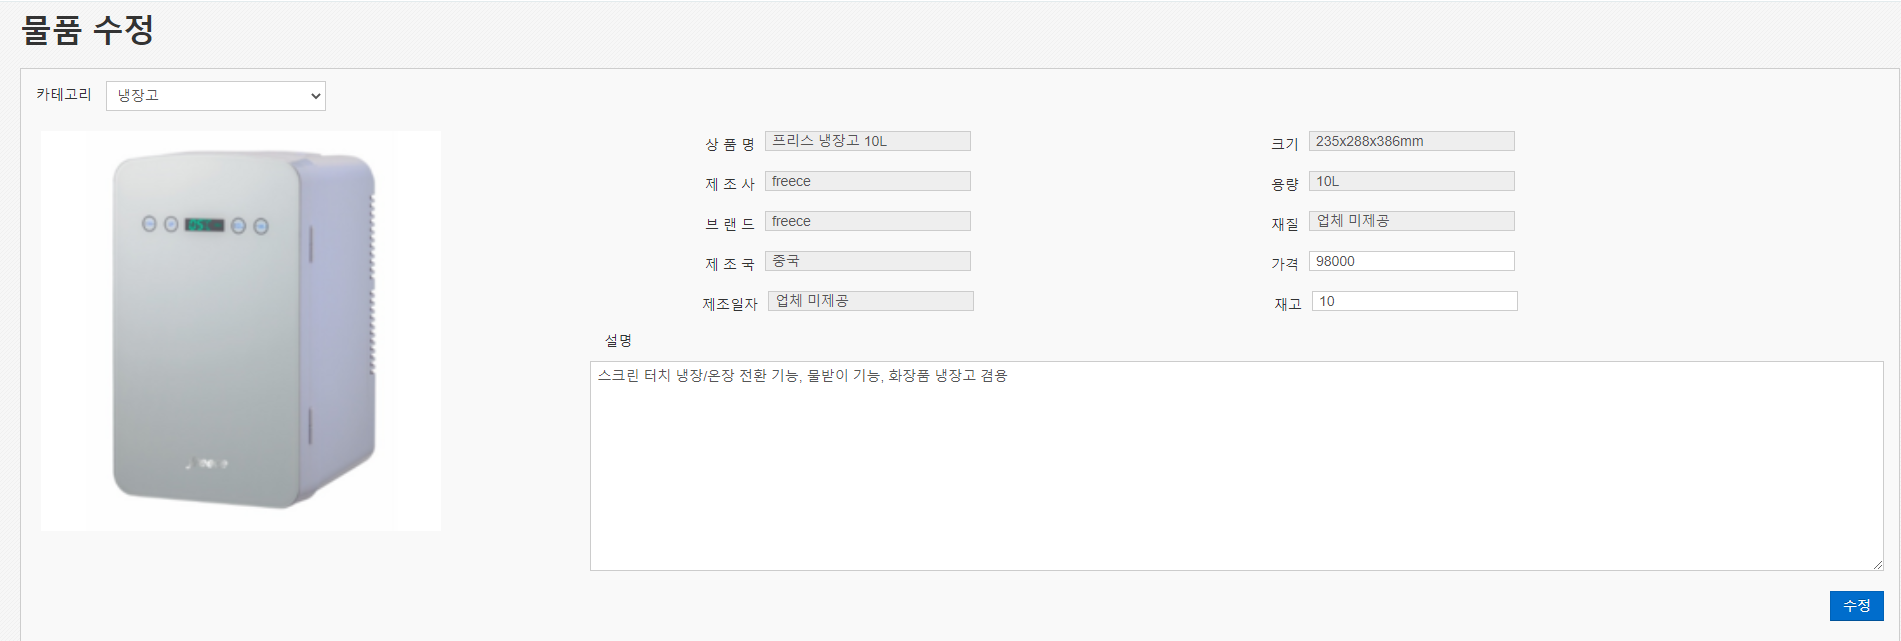 물품 수정
카테고리 냉장고
상 품 명 프리스 냉장고 10L 크기 235x288x386mm
제 조 사 freece 용량 10L
브 랜 드 freece 재질 업체 미제공
제 조 국 중국 가격 98000
제조일자 업체 미제공 재고 10
설명
스크린 터치 냉장/온장 전환 기능, 물받이 기능, 화장품 냉장고 겸용
수정